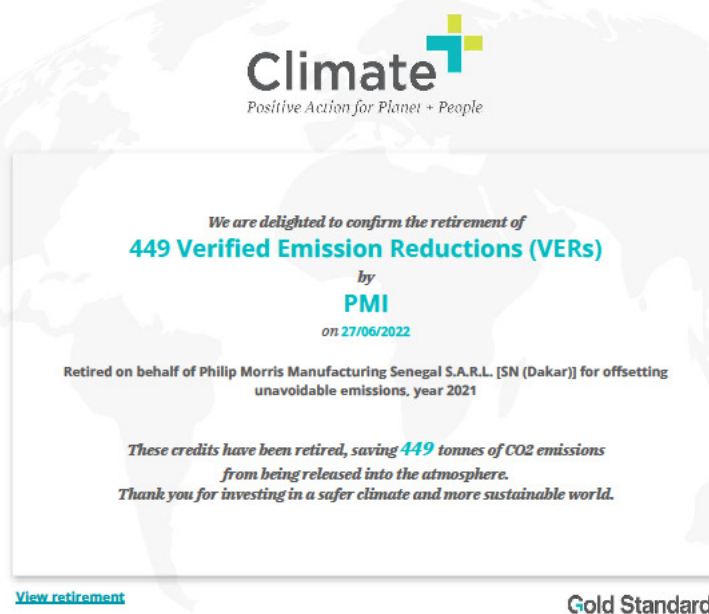 Climate
Positive Action for Planet + People
We are delighted to confirm the retirement of
449 Verified Emission Reductions (VERs)
by
PMI
on 27/06/2022
Retired on behalf of Philip Morris Manufacturing Senegal S.A.R.L. [SN (Dakar)] for offsetting
unavoidable emissions, year 2021
These credits have been retired, saving 449 tonnes of CO2 emissions
from being released into the atmosphere.
Thank you for investing in a safer climate and more sustainable world.
View retirement
Gold Standard